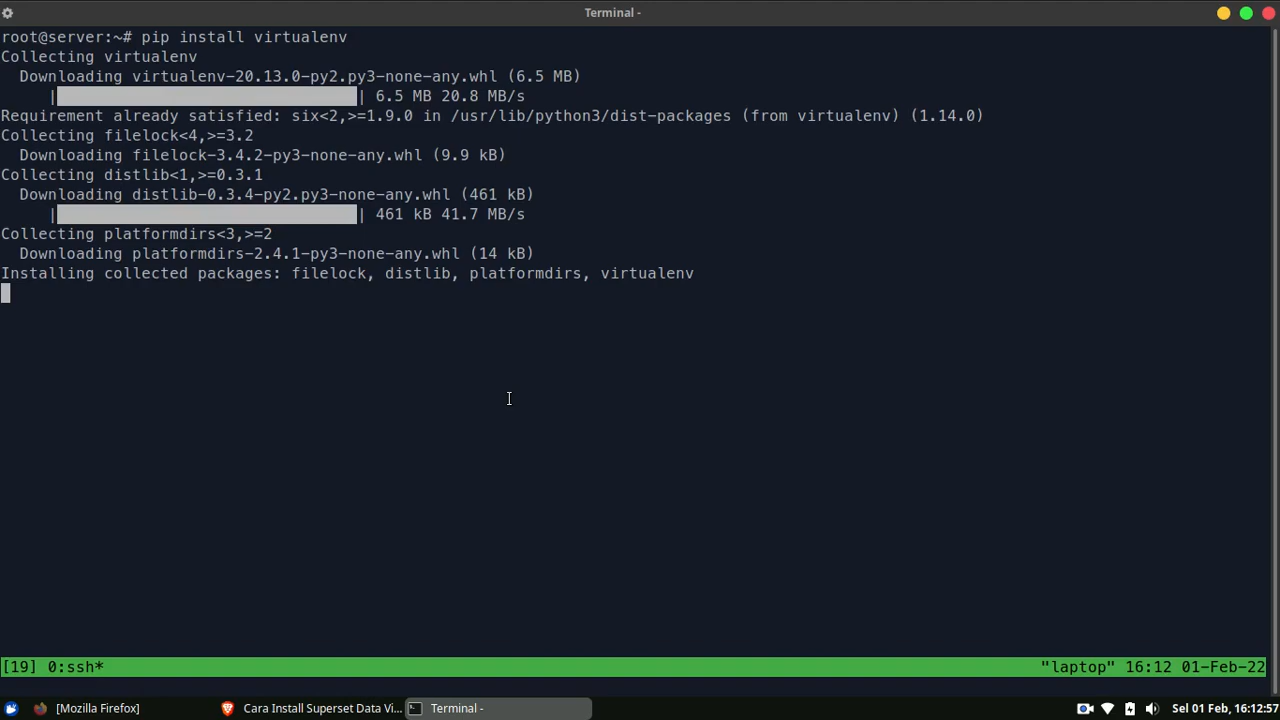 Terminal -
root@server:~# pip install virtualenv
Collecting virtualenv
  Downloading virtualenv-20.13.0-py2.py3-none-any.whl (6.5 MB)
     |████████████████████████████████| 6.5 MB 20.8 MB/s
Requirement already satisfied: six<2,>=1.9.0 in /usr/lib/python3/dist-packages (from virtualenv) (1.14.0)
Collecting filelock<4,>=3.2
  Downloading filelock-3.4.2-py3-none-any.whl (9.9 kB)
Collecting distlib<1,>=0.3.1
  Downloading distlib-0.3.4-py2.py3-none-any.whl (461 kB)
     |████████████████████████████████| 461 kB 41.7 MB/s
Collecting platformdirs<3,>=2
  Downloading platformdirs-2.4.1-py3-none-any.whl (14 kB)
Installing collected packages: filelock, distlib, platformdirs, virtualenv
[19] 0:ssh* "laptop" 16:12 01-Feb-22
[Mozilla Firefox] Cara Install Superset Data Vi... Terminal - Sel 01 Feb, 16:12:57